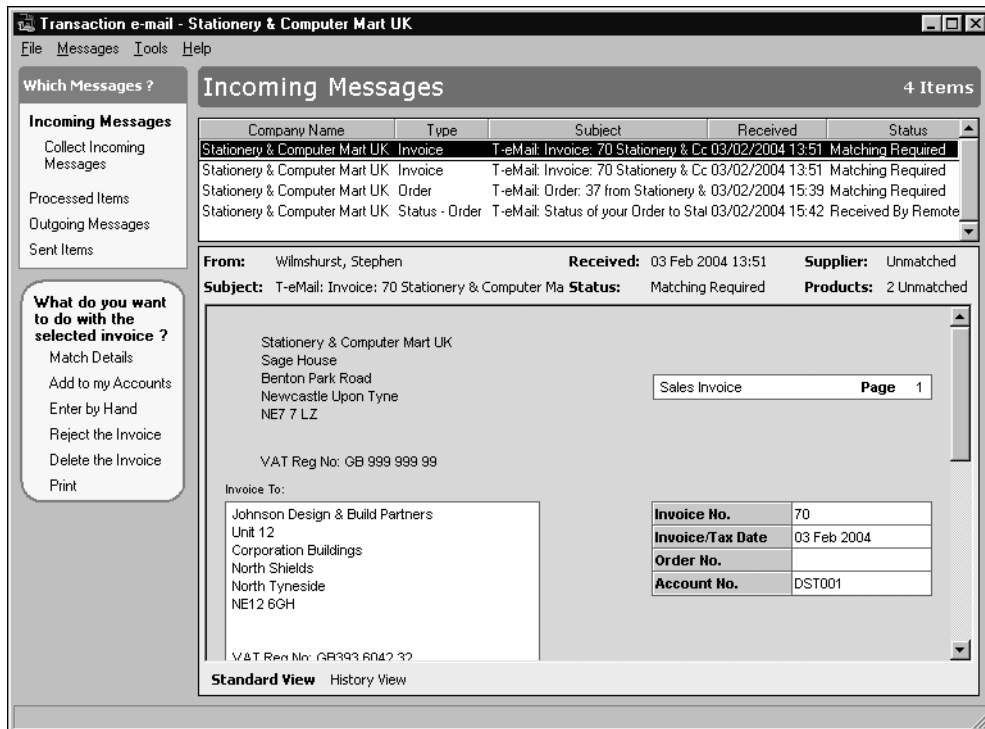 Transaction e-mail - Stationery & Computer Mart UK
File Messages Tools Help
Which Messages ?
Incoming Messages
Collect Incoming
Messages
Processed Items
Outgoing Messages
Sent Items
What do you want
to do with the
selected invoice ?
Match Details
Add to my Accounts
Enter by Hand
Reject the Invoice
Delete the Invoice
Print
Incoming Messages 4 Items
Company Name Type Subject Received Status
Stationery & Computer Mart UK Invoice T-eMail: Invoice: 70 Stationery & Cc 03/02/2004 13:51 Matching Required
Stationery & Computer Mart UK Invoice T-eMail: Invoice: 70 Stationery & Cc 03/02/2004 13:51 Matching Required
Stationery & Computer Mart UK Order T-eMail: Order: 37 from Stationery & 03/02/2004 15:39 Matching Required
Stationery & Computer Mart UK Status - Order T-eMail: Status of your Order to Stat 03/02/2004 15:42 Received By Remote
From: Wilmshurst, Stephen Received: 03 Feb 2004 13:51 Supplier: Unmatched
Subject: T-eMail: Invoice: 70 Stationery & Computer Ma Status: Matching Required Products: 2 Unmatched
Stationery & Computer Mart UK
Sage House
Benton Park Road
Newcastle Upon Tyne
NE7 7 LZ
Sales Invoice Page 1
VAT Reg No: GB 999 999 99
Invoice To:
Johnson Design & Build Partners
Unit 12
Corporation Buildings
North Shields
North Tyneside
NE12 6GH
VAT Reg No: GB393 6042 32
Invoice No. 70
Invoice/Tax Date 03 Feb 2004
Order No.
Account No. DST001
Standard View History View